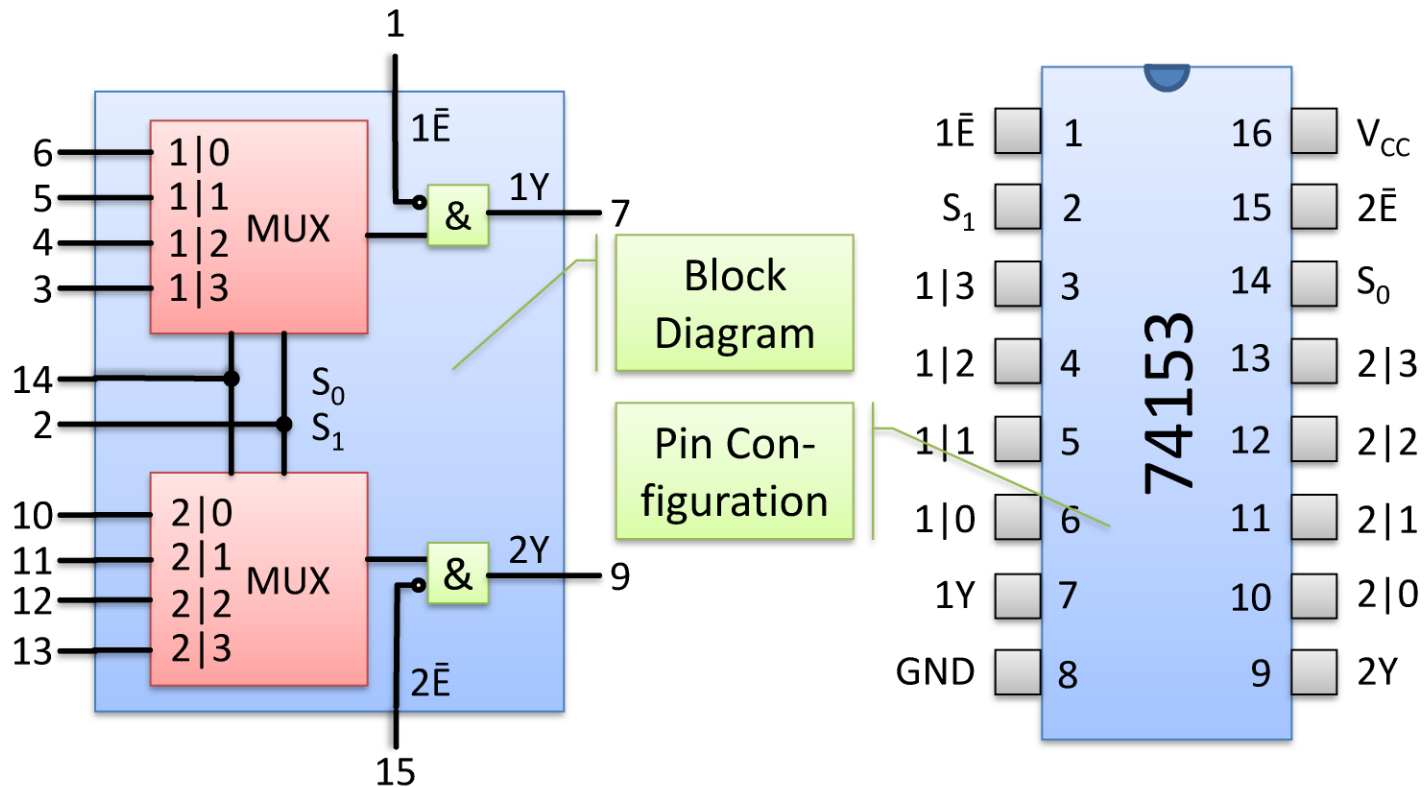 1
1Ē
6
1|0
5
1|1
4
1|2
3
1|3
MUX
&
1Y
7
14
S₀
2
S₁
10
2|0
11
2|1
12
2|2
13
2|3
MUX
&
2Y
9
2Ē
15
Block
Diagram
Pin Con-
figuration
74153
1Ē 1 16 V_CC
S₁ 2 15 2Ē
1|3 3 14 S₀
1|2 4 13 2|3
1|1 5 12 2|2
1|0 6 11 2|1
1Y 7 10 2|0
GND 8 9 2Y